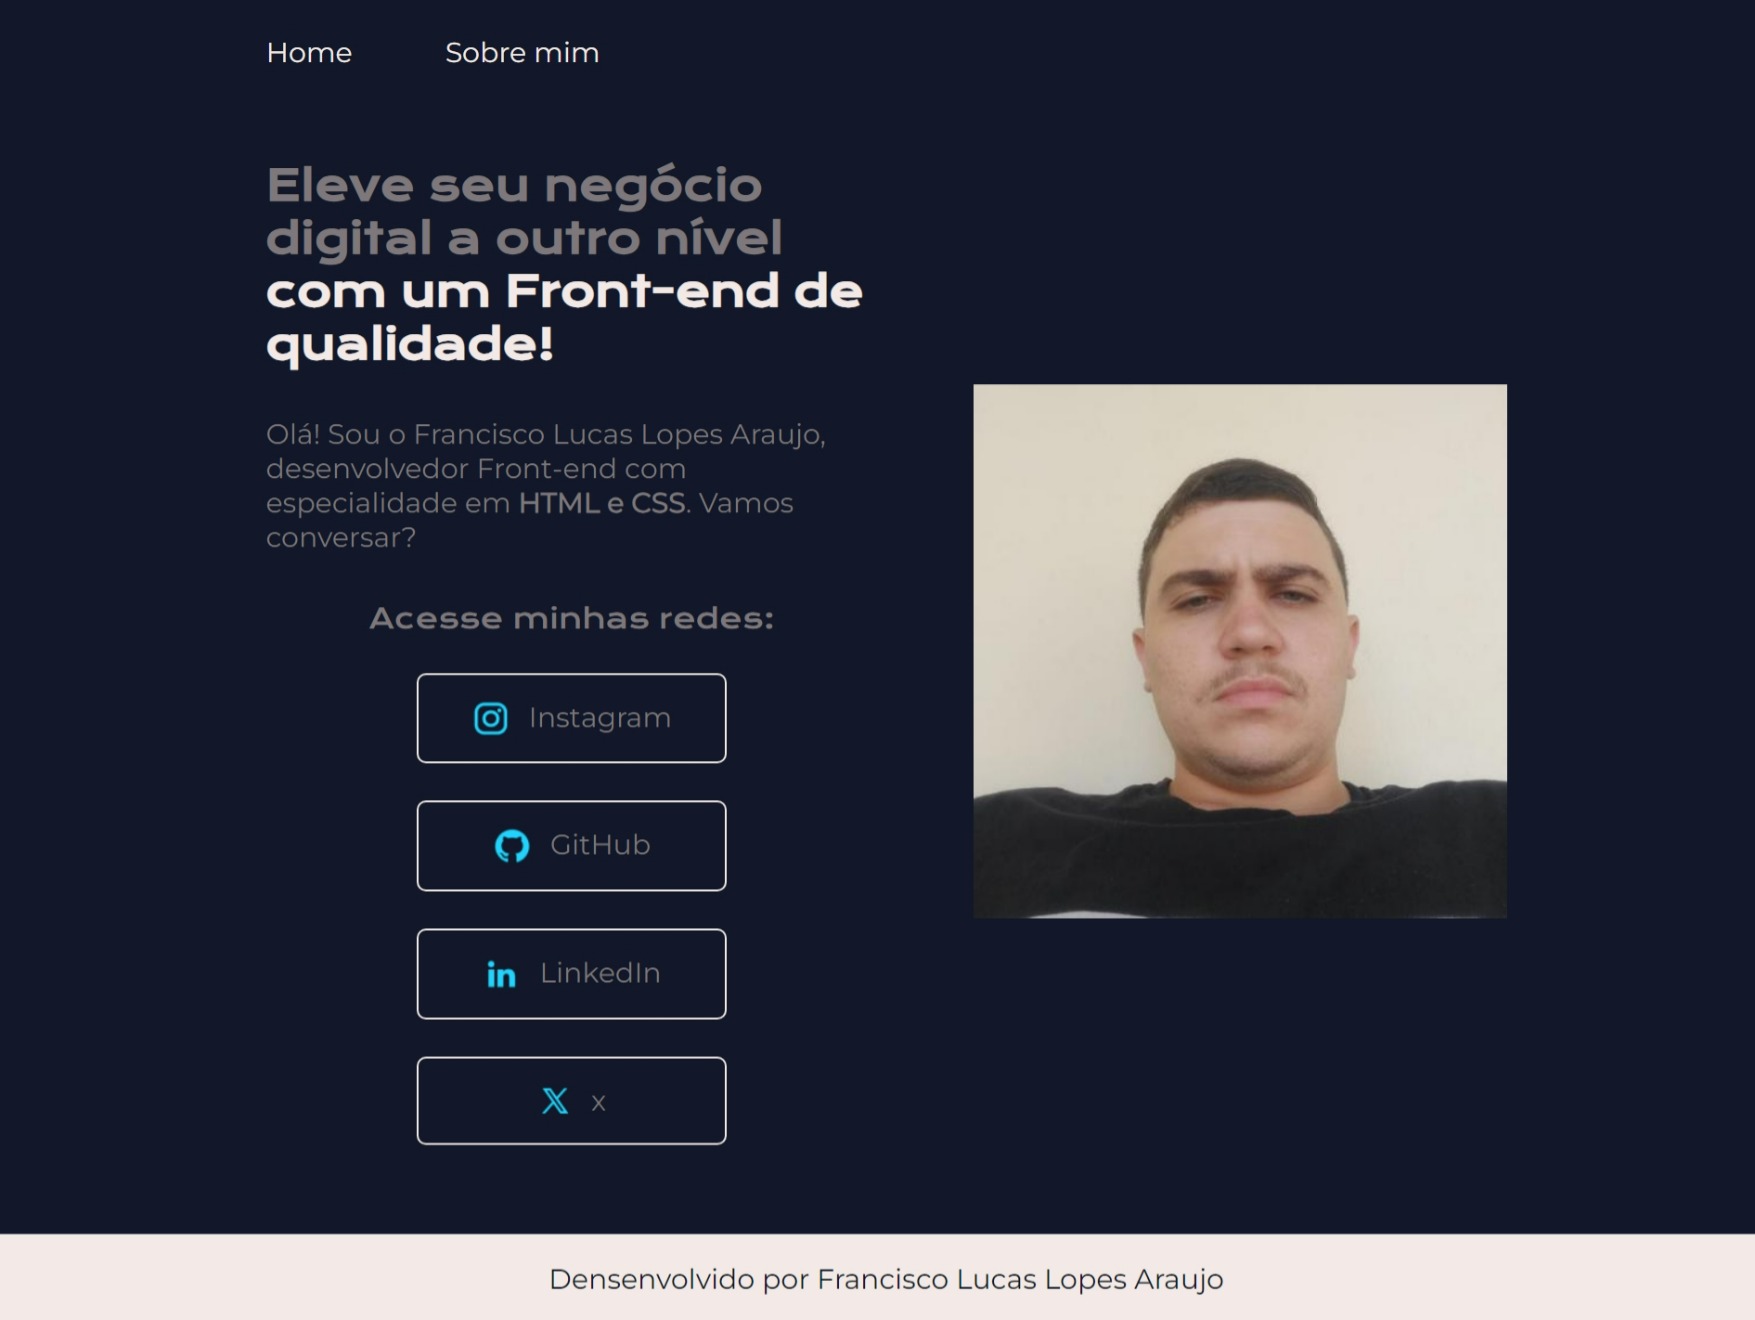 Home Sobre mim
Eleve seu negócio
digital a outro nível
com um Front-end de
qualidade!
Olá! Sou o Francisco Lucas Lopes Araujo,
desenvolvedor Front-end com
especialidade em HTML e CSS. Vamos
conversar?
Acesse minhas redes:
Instagram
GitHub
LinkedIn
x
Densenvolvido por Francisco Lucas Lopes Araujo